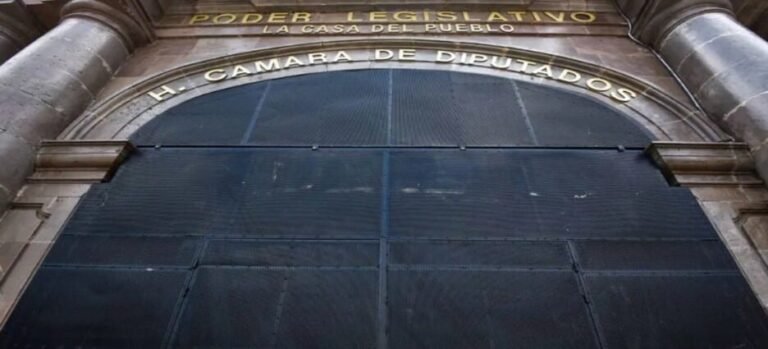 PODER LEGISLATIVO
LA CASA DEL PUEBLO
H. CAMARA DE DIPUTADOS